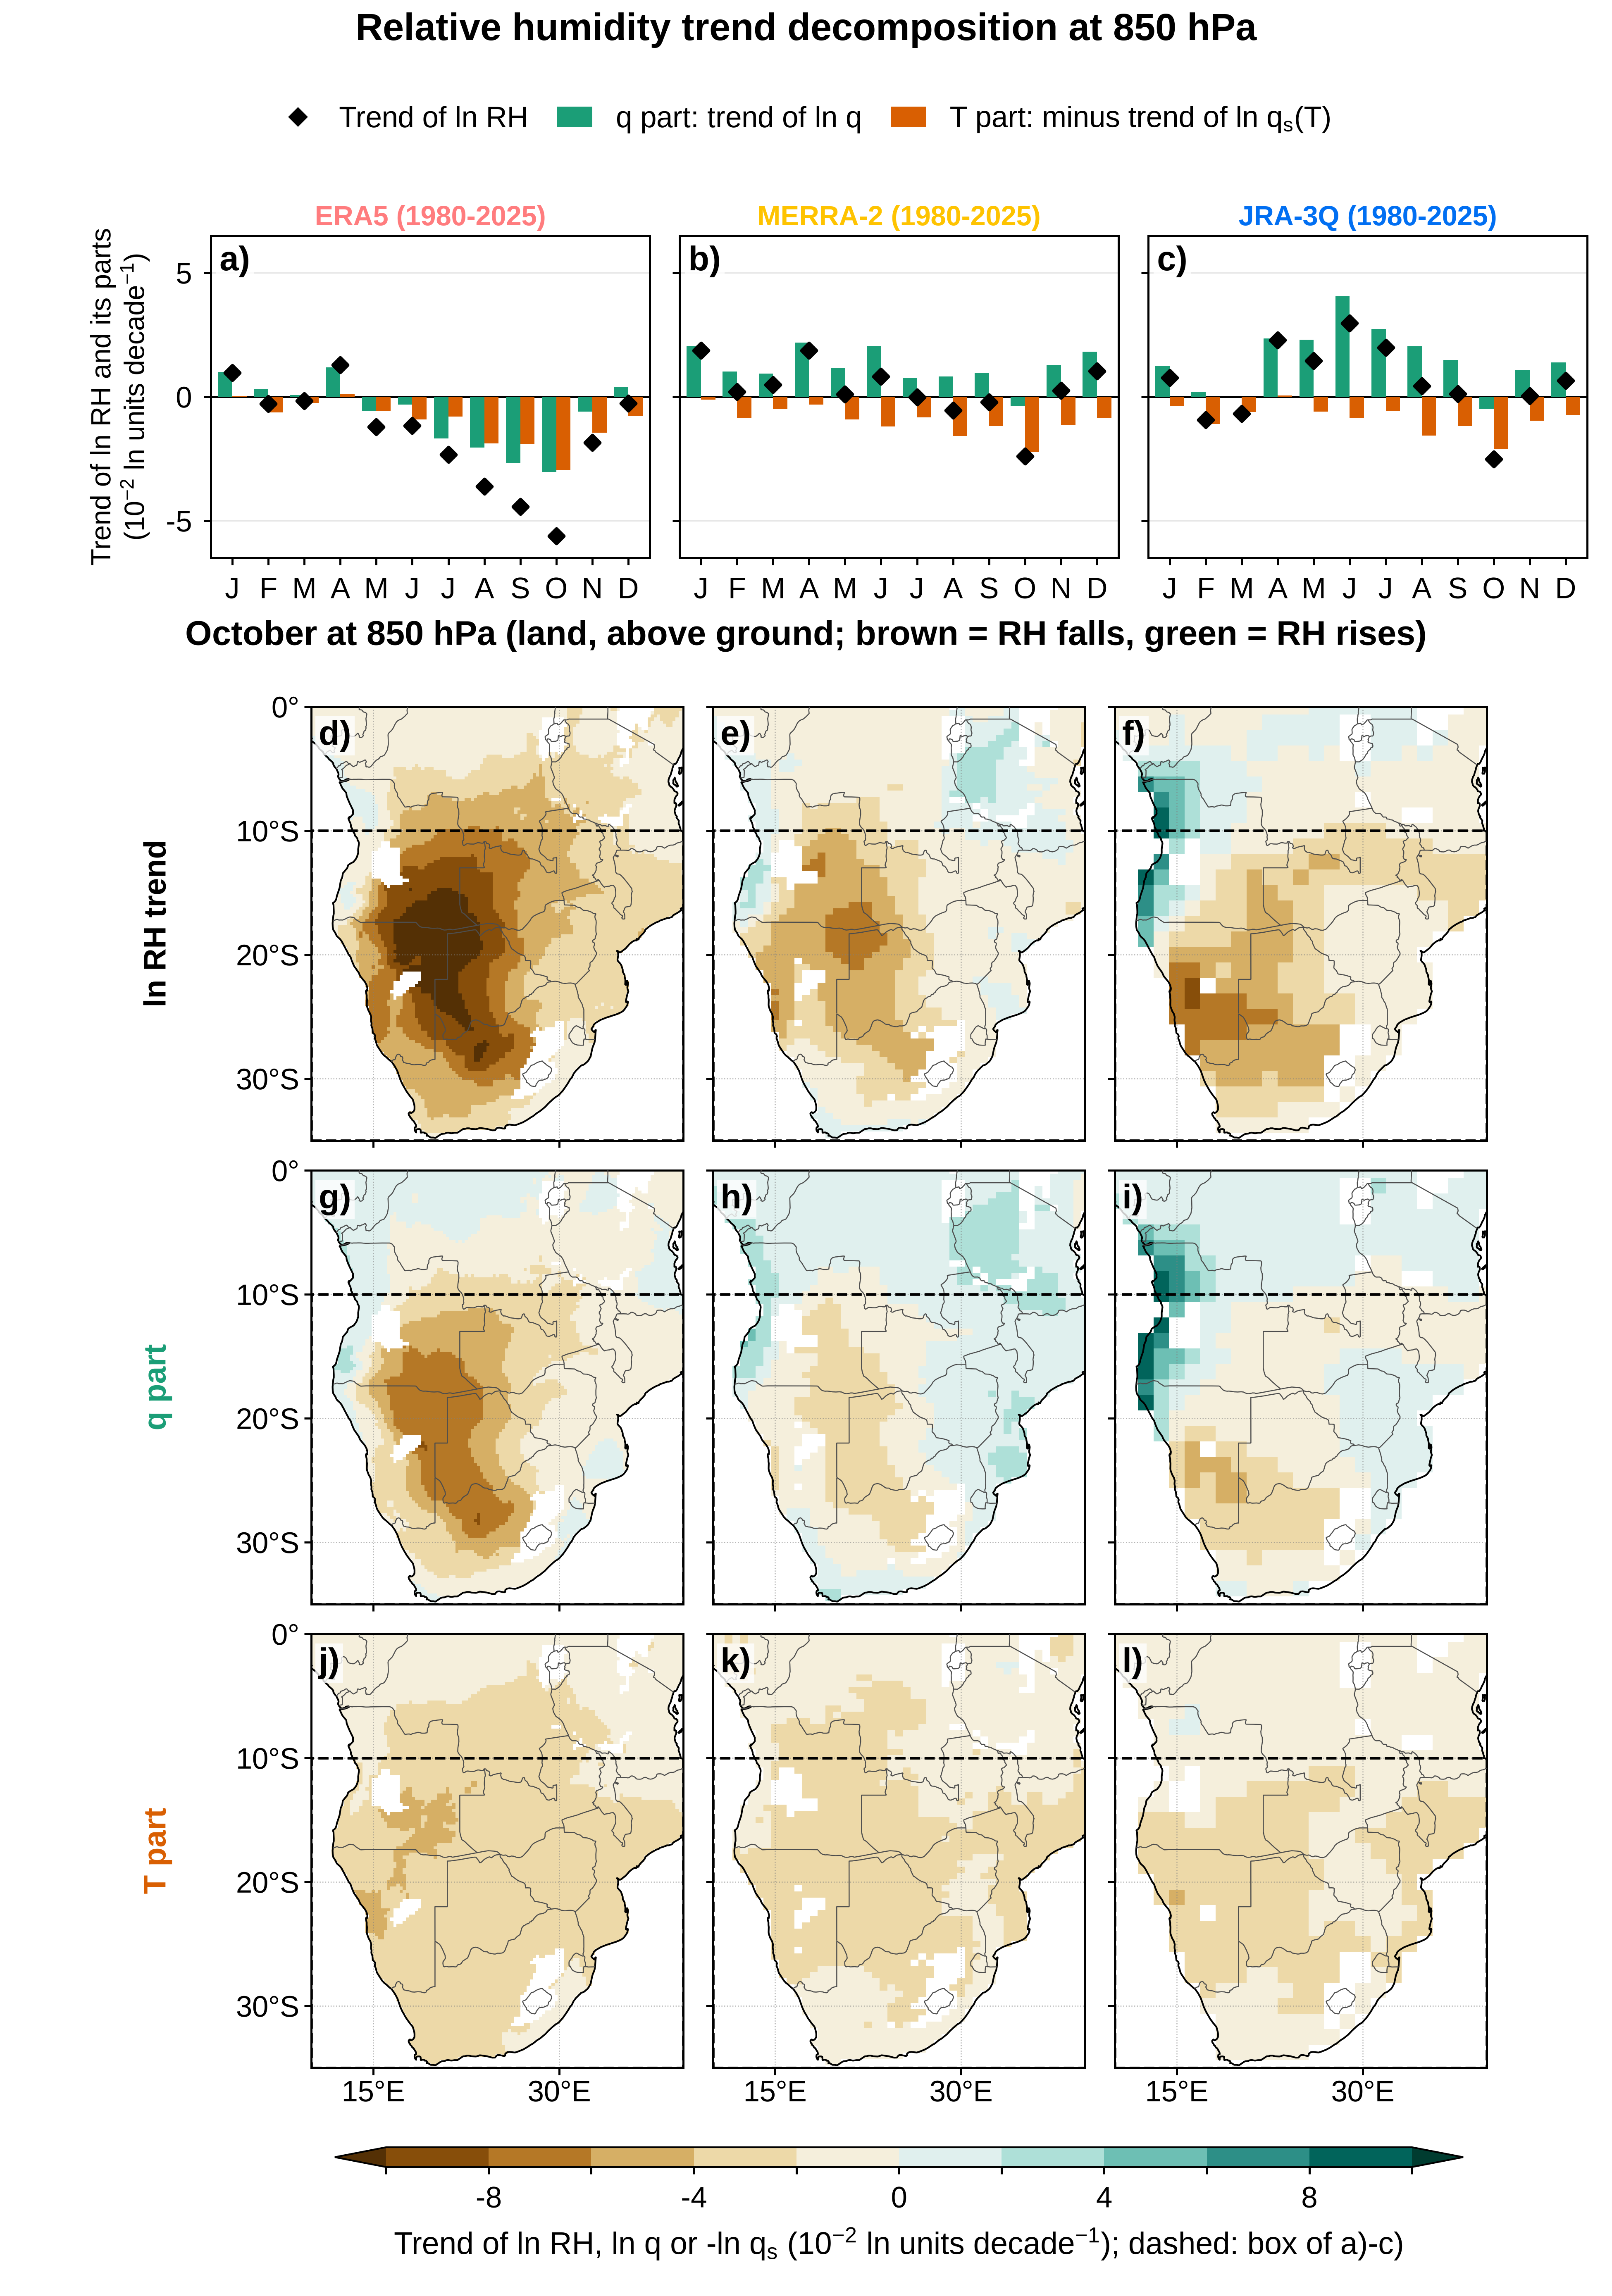 Relative humidity trend decomposition at 850 hPa
Trend of ln RH
q part: trend of ln q
T part: minus trend of ln qₛ(T)
Trend of ln RH and its parts
(10⁻² ln units decade⁻¹)
ERA5 (1980-2025)
MERRA-2 (1980-2025)
JRA-3Q (1980-2025)
a)
b)
c)
5
0
-5
J F M A M J J A S O N D
J F M A M J J A S O N D
J F M A M J J A S O N D
October at 850 hPa (land, above ground; brown = RH falls, green = RH rises)
ln RH trend
0°
10°S
20°S
30°S
d)
e)
f)
q part
0°
10°S
20°S
30°S
g)
h)
i)
T part
0°
10°S
20°S
30°S
j)
k)
l)
15°E 30°E
15°E 30°E
15°E 30°E
-8 -4 0 4 8
Trend of ln RH, ln q or -ln qₛ (10⁻² ln units decade⁻¹); dashed: box of a)-c)